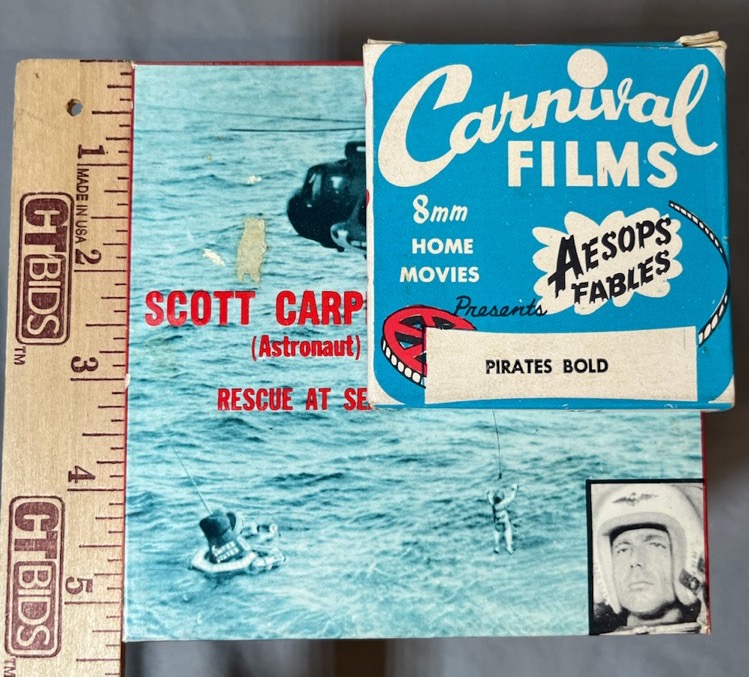 Carnival
FILMS
8mm
HOME
MOVIES
AESOPS
FABLES
Presents
PIRATES BOLD
SCOTT CARP
(Astronaut)
RESCUE AT SE
1
MADE IN USA
2
CTBIDS
TM
3
4
CTBIDS
5
TM